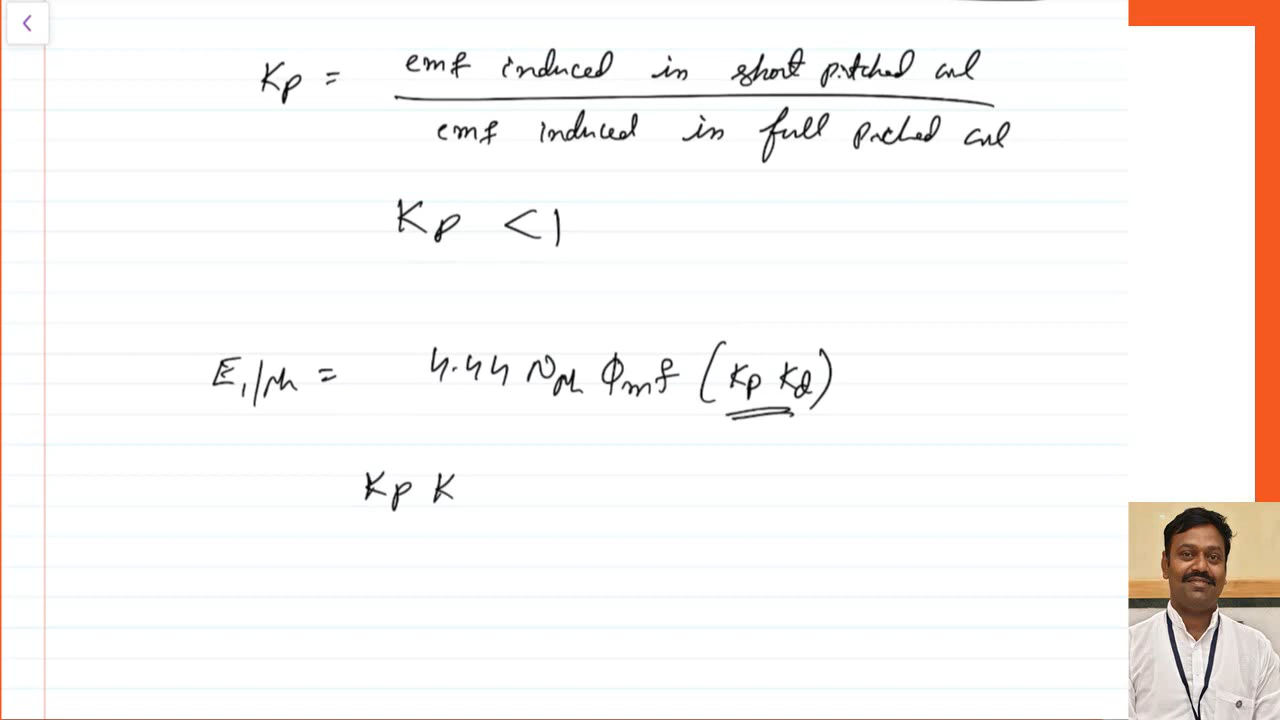 Kp = emf induced in short pitched coil
emf induced in full pitched coil
Kp < 1
E1/ph = 4.44 Nph ϕm f (Kp Kd)
Kp K